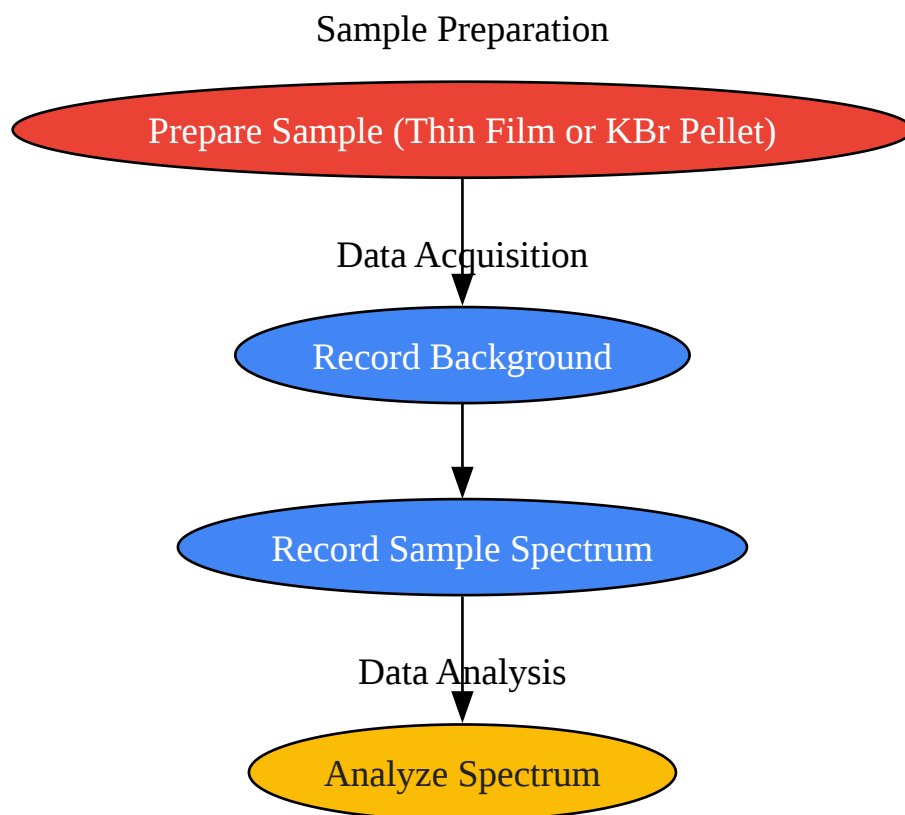 Sample Preparation
Prepare Sample (Thin Film or KBr Pellet)
Data Acquisition
Record Background
Record Sample Spectrum
Data Analysis
Analyze Spectrum